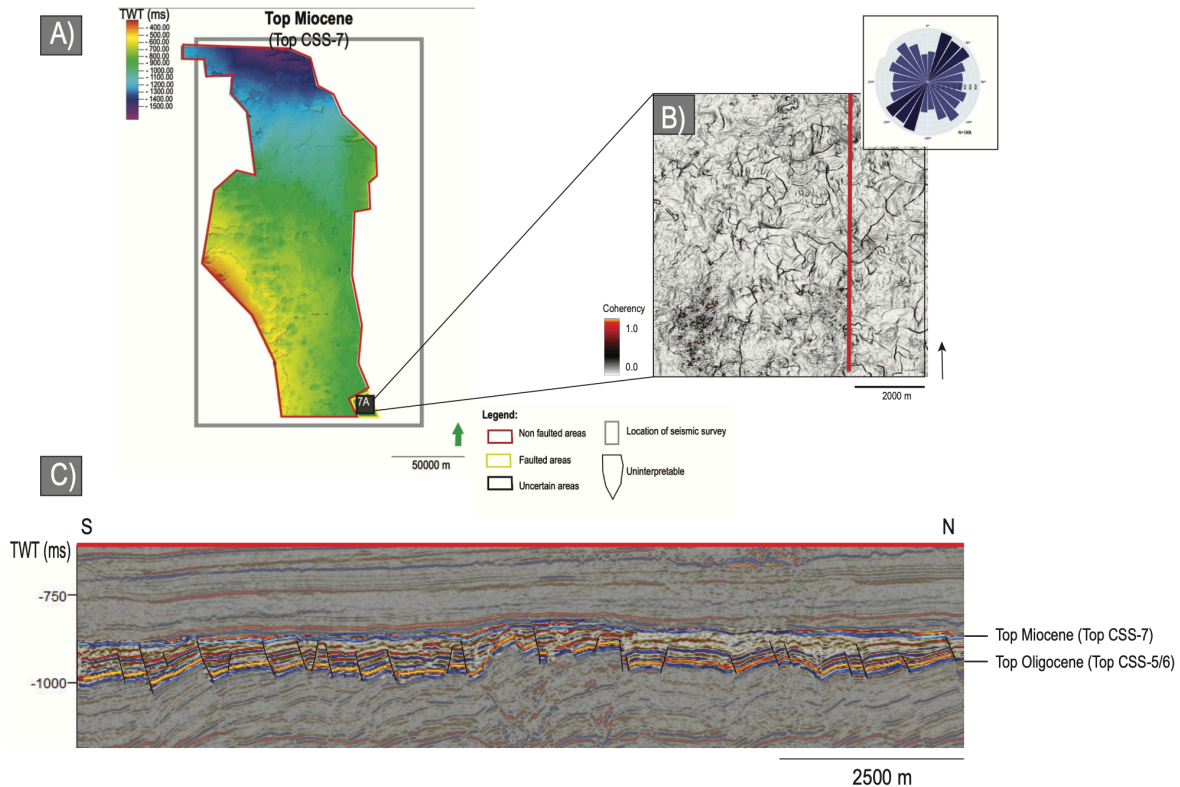 A)
TWT (ms)
- 400.00
- 500.00
- 600.00
- 700.00
- 800.00
- 900.00
- 1000.00
- 1100.00
- 1200.00
- 1300.00
- 1400.00
- 1500.00
Top Miocene
(Top CSS-7)
7A
50000 m
Legend:
Non faulted areas
Faulted areas
Uncertain areas
Location of seismic survey
Uninterpretable
B)
Coherency
1.0
0.0
2000 m
0°
180°
C)
S
N
TWT (ms)
-750
-1000
Top Miocene (Top CSS-7)
Top Oligocene (Top CSS-5/6)
2500 m